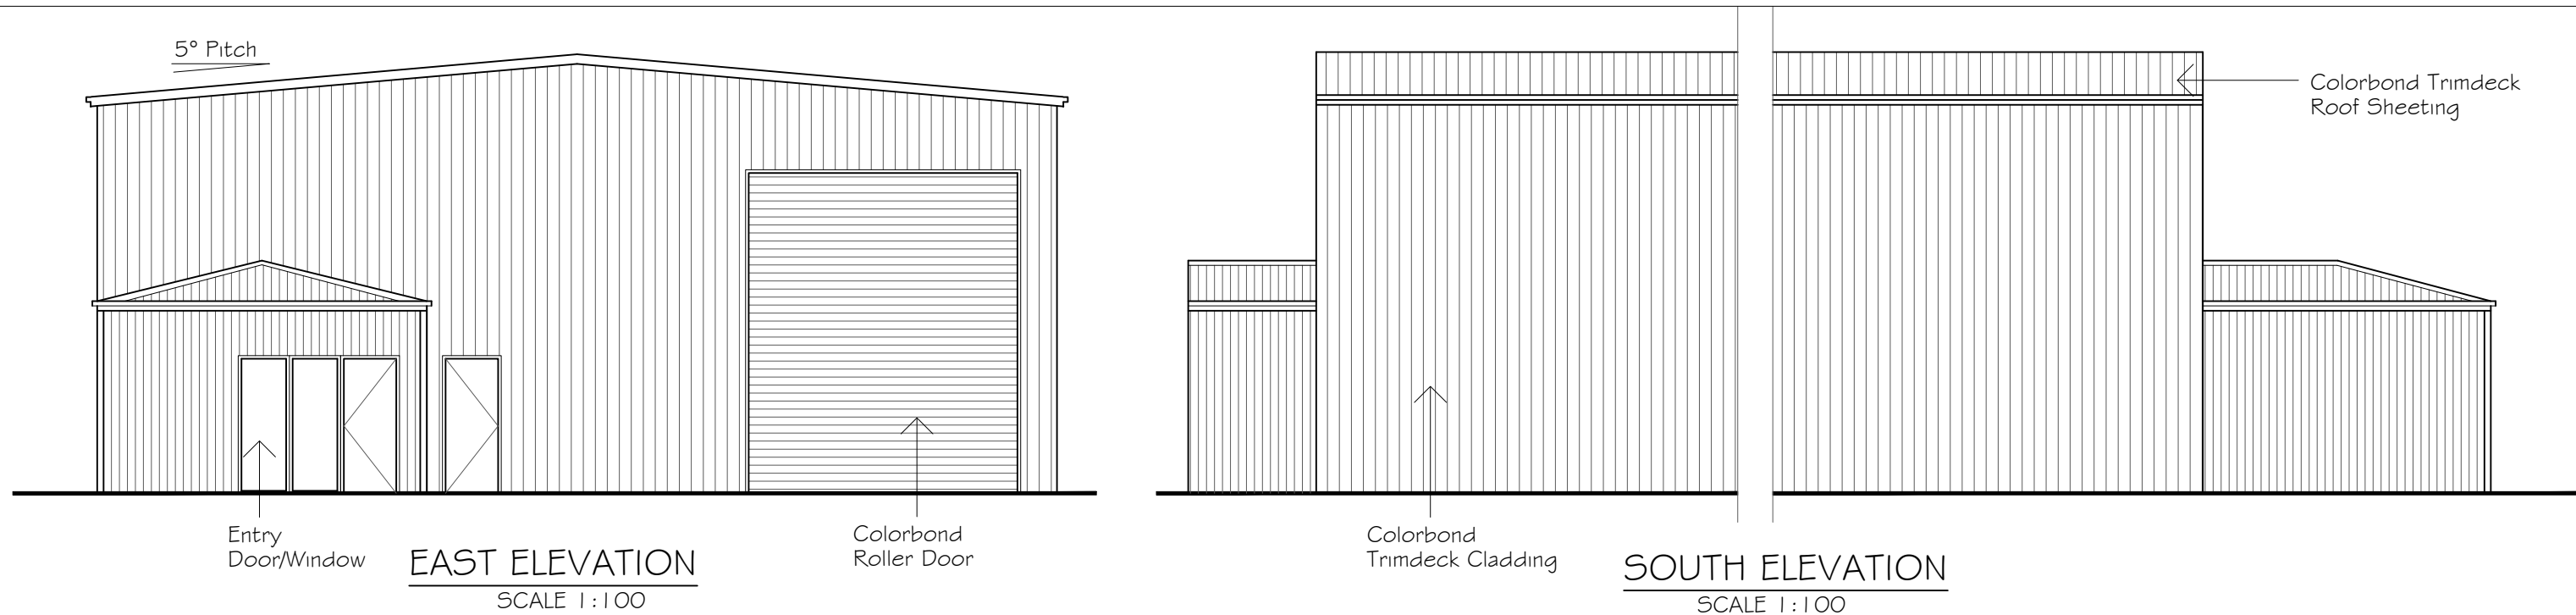 5° Pitch
Colorbond Trimdeck
Roof Sheeting
Entry
Door/Window
EAST ELEVATION
SCALE 1:100
Colorbond
Roller Door
Colorbond
Trimdeck Cladding
SOUTH ELEVATION
SCALE 1:100